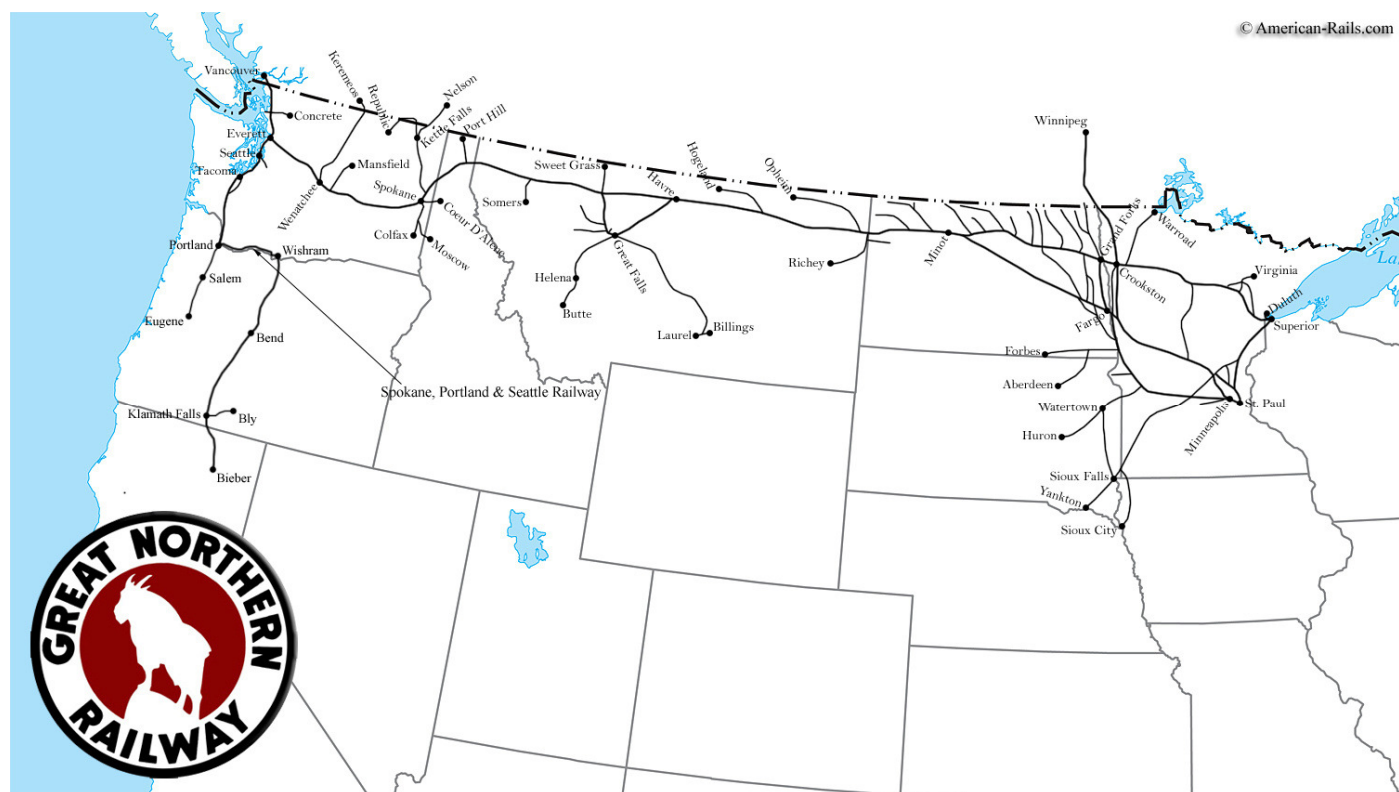 © American-Rails.com
Vancouver
Keremeos
Republic
Nelson
Kettle Falls
Port Hill
Concrete
Everett
Seattle
Tacoma
Mansfield
Wenatchee
Spokane
Coeur D'Alene
Colfax
Moscow
Sweet Grass
Somers
Havre
Hogeland
Opheim
Winnipeg
Grand Forks
Warroad
Minot
Crookston
Virginia
Duluth
Superior
La
Portland
Wishram
Salem
Eugene
Bend
Great Falls
Helena
Butte
Richey
Laurel
Billings
Fargo
Forbes
Aberdeen
Watertown
Huron
Minneapolis
St. Paul
Spokane, Portland & Seattle Railway
Klamath Falls
Bly
Bieber
Sioux Falls
Yankton
Sioux City
GREAT NORTHERN
RAILWAY